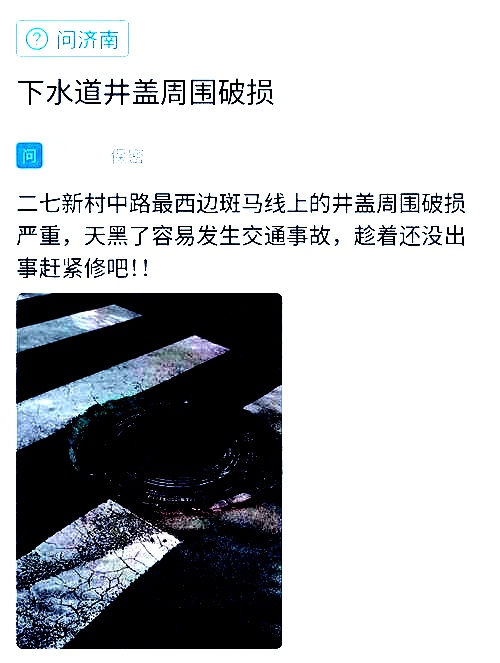 问济南
下水道井盖周围破损
问
保密
二七新村中路最西边斑马线上的井盖周围破损
严重，天黑了容易发生交通事故，趁着还没出
事赶紧修吧！！